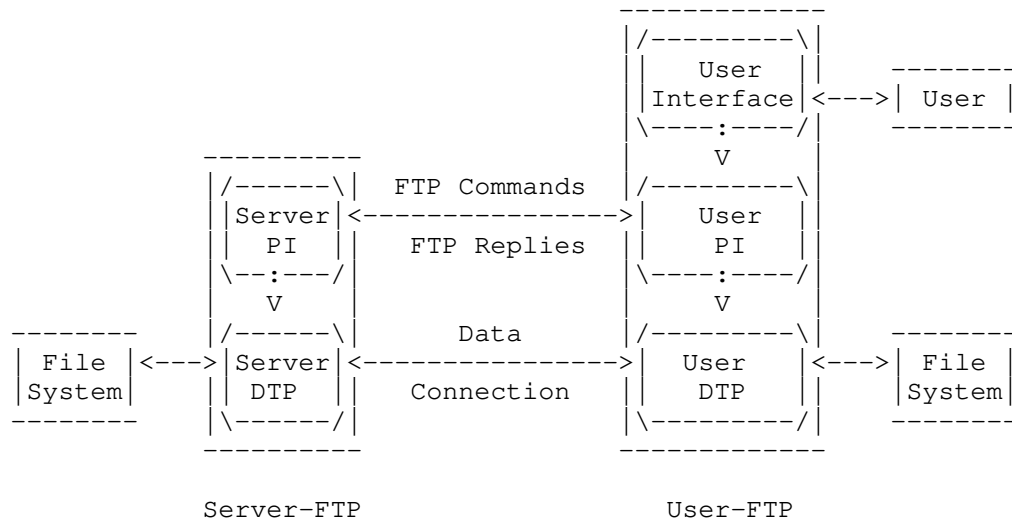 User
Interface <---> User
V
FTP Commands
Server <----------------> User
PI FTP Replies PI
V V
Data
File <---> Server <----------------> User <---> File
System DTP Connection DTP System
Server-FTP User-FTP